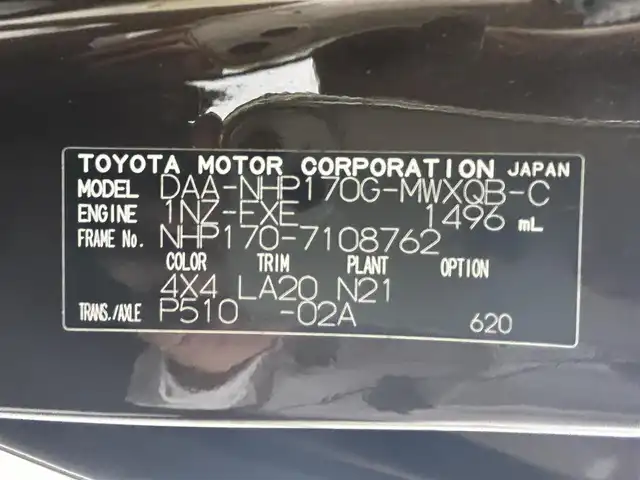 TOYOTA MOTOR CORPORATION JAPAN
MODEL DAA-NHP170G-MWXQB-C
ENGINE 1NZ-FXE 1496 mL
FRAME No. NHP170-7108762
COLOR TRIM PLANT OPTION
4X4 LA20 N21
TRANS./AXLE P510 -02A 620